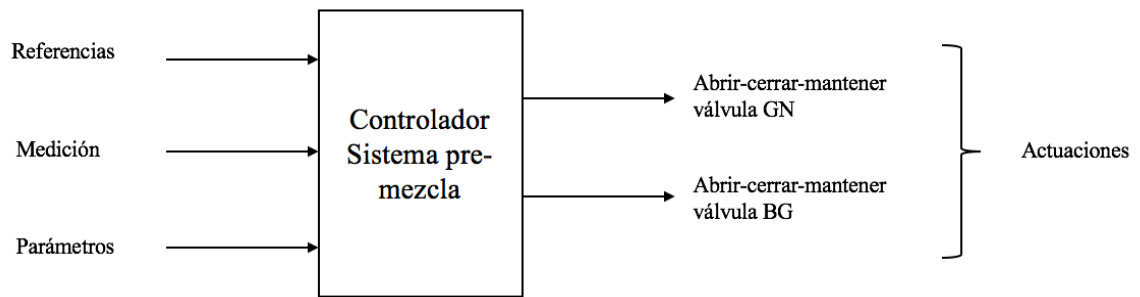 Referencias
Medición
Parámetros
Controlador
Sistema pre-
mezcla
Abrir-cerrar-mantener
válvula GN
Abrir-cerrar-mantener
válvula BG
Actuaciones